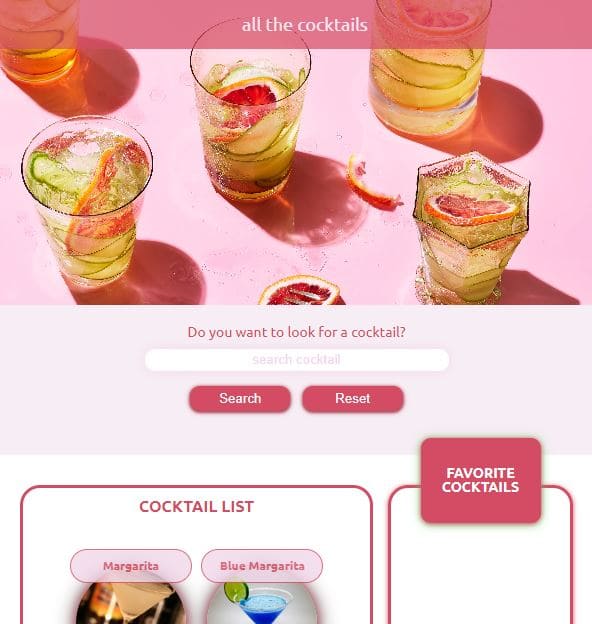 all the cocktails
Do you want to look for a cocktail?
search cocktail
Search
Reset
FAVORITE
COCKTAILS
COCKTAIL LIST
Margarita
Blue Margarita